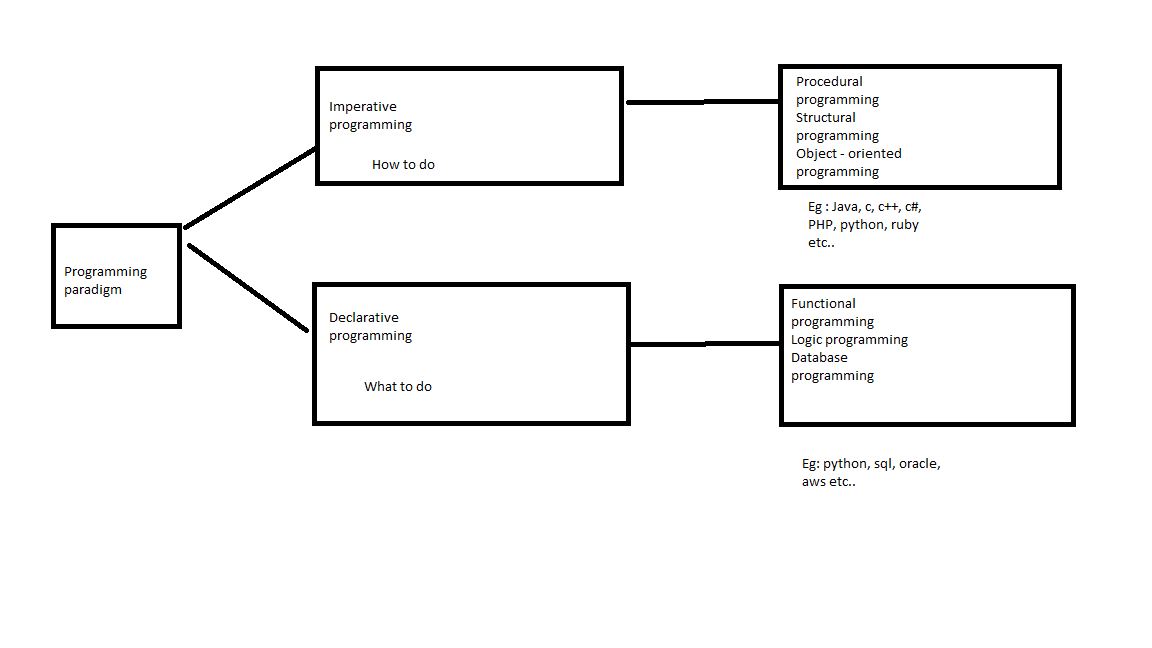 Programming
paradigm
Imperative
programming
How to do
Procedural
programming
Structural
programming
Object - oriented
programming
Eg : Java, c, c++, c#,
PHP, python, ruby
etc..
Declarative
programming
What to do
Functional
programming
Logic programming
Database
programming
Eg: python, sql, oracle,
aws etc..